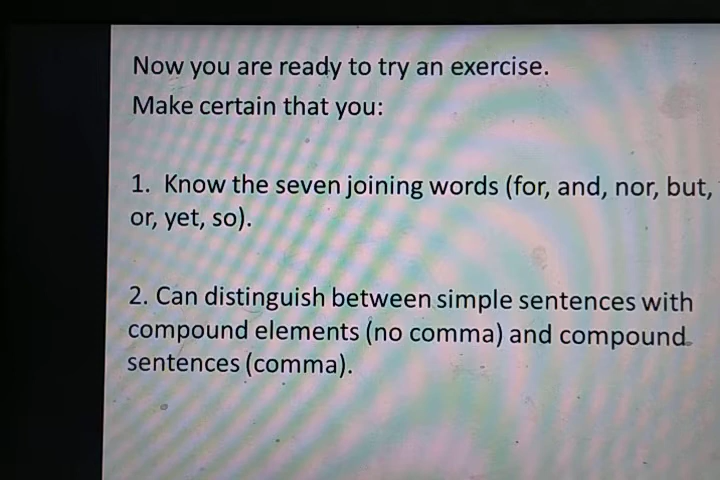 Now you are ready to try an exercise.
Make certain that you:
1. Know the seven joining words (for, and, nor, but,
or, yet, so).
2. Can distinguish between simple sentences with
compound elements (no comma) and compound
sentences (comma).